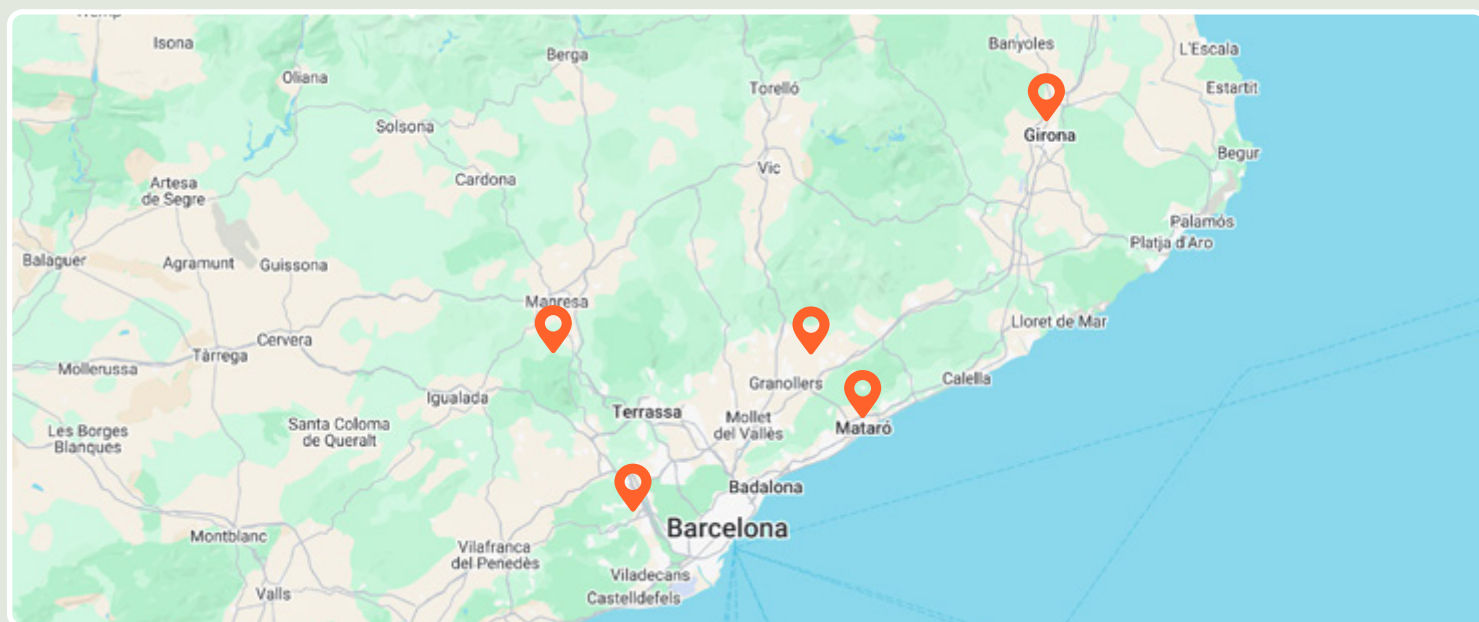 Isona
Berga
Banyoles
L'Escala
Oliana
Torelló
Estartit
Solsona
Girona
Begur
Vic
Cardona
Artesa
de Segre
Palamós
Platja d'Aro
Balaguer
Agramunt
Guissona
Manresa
Lloret de Mar
Cervera
Tàrrega
Mollerussa
Granollers
Calella
Igualada
Terrassa
Mollet
del Vallès
Mataró
Santa Coloma
de Queralt
Les Borges
Blanques
Badalona
Barcelona
Montblanc
Vilafranca
del Penedès
Viladecans
Valls
Castelldefels